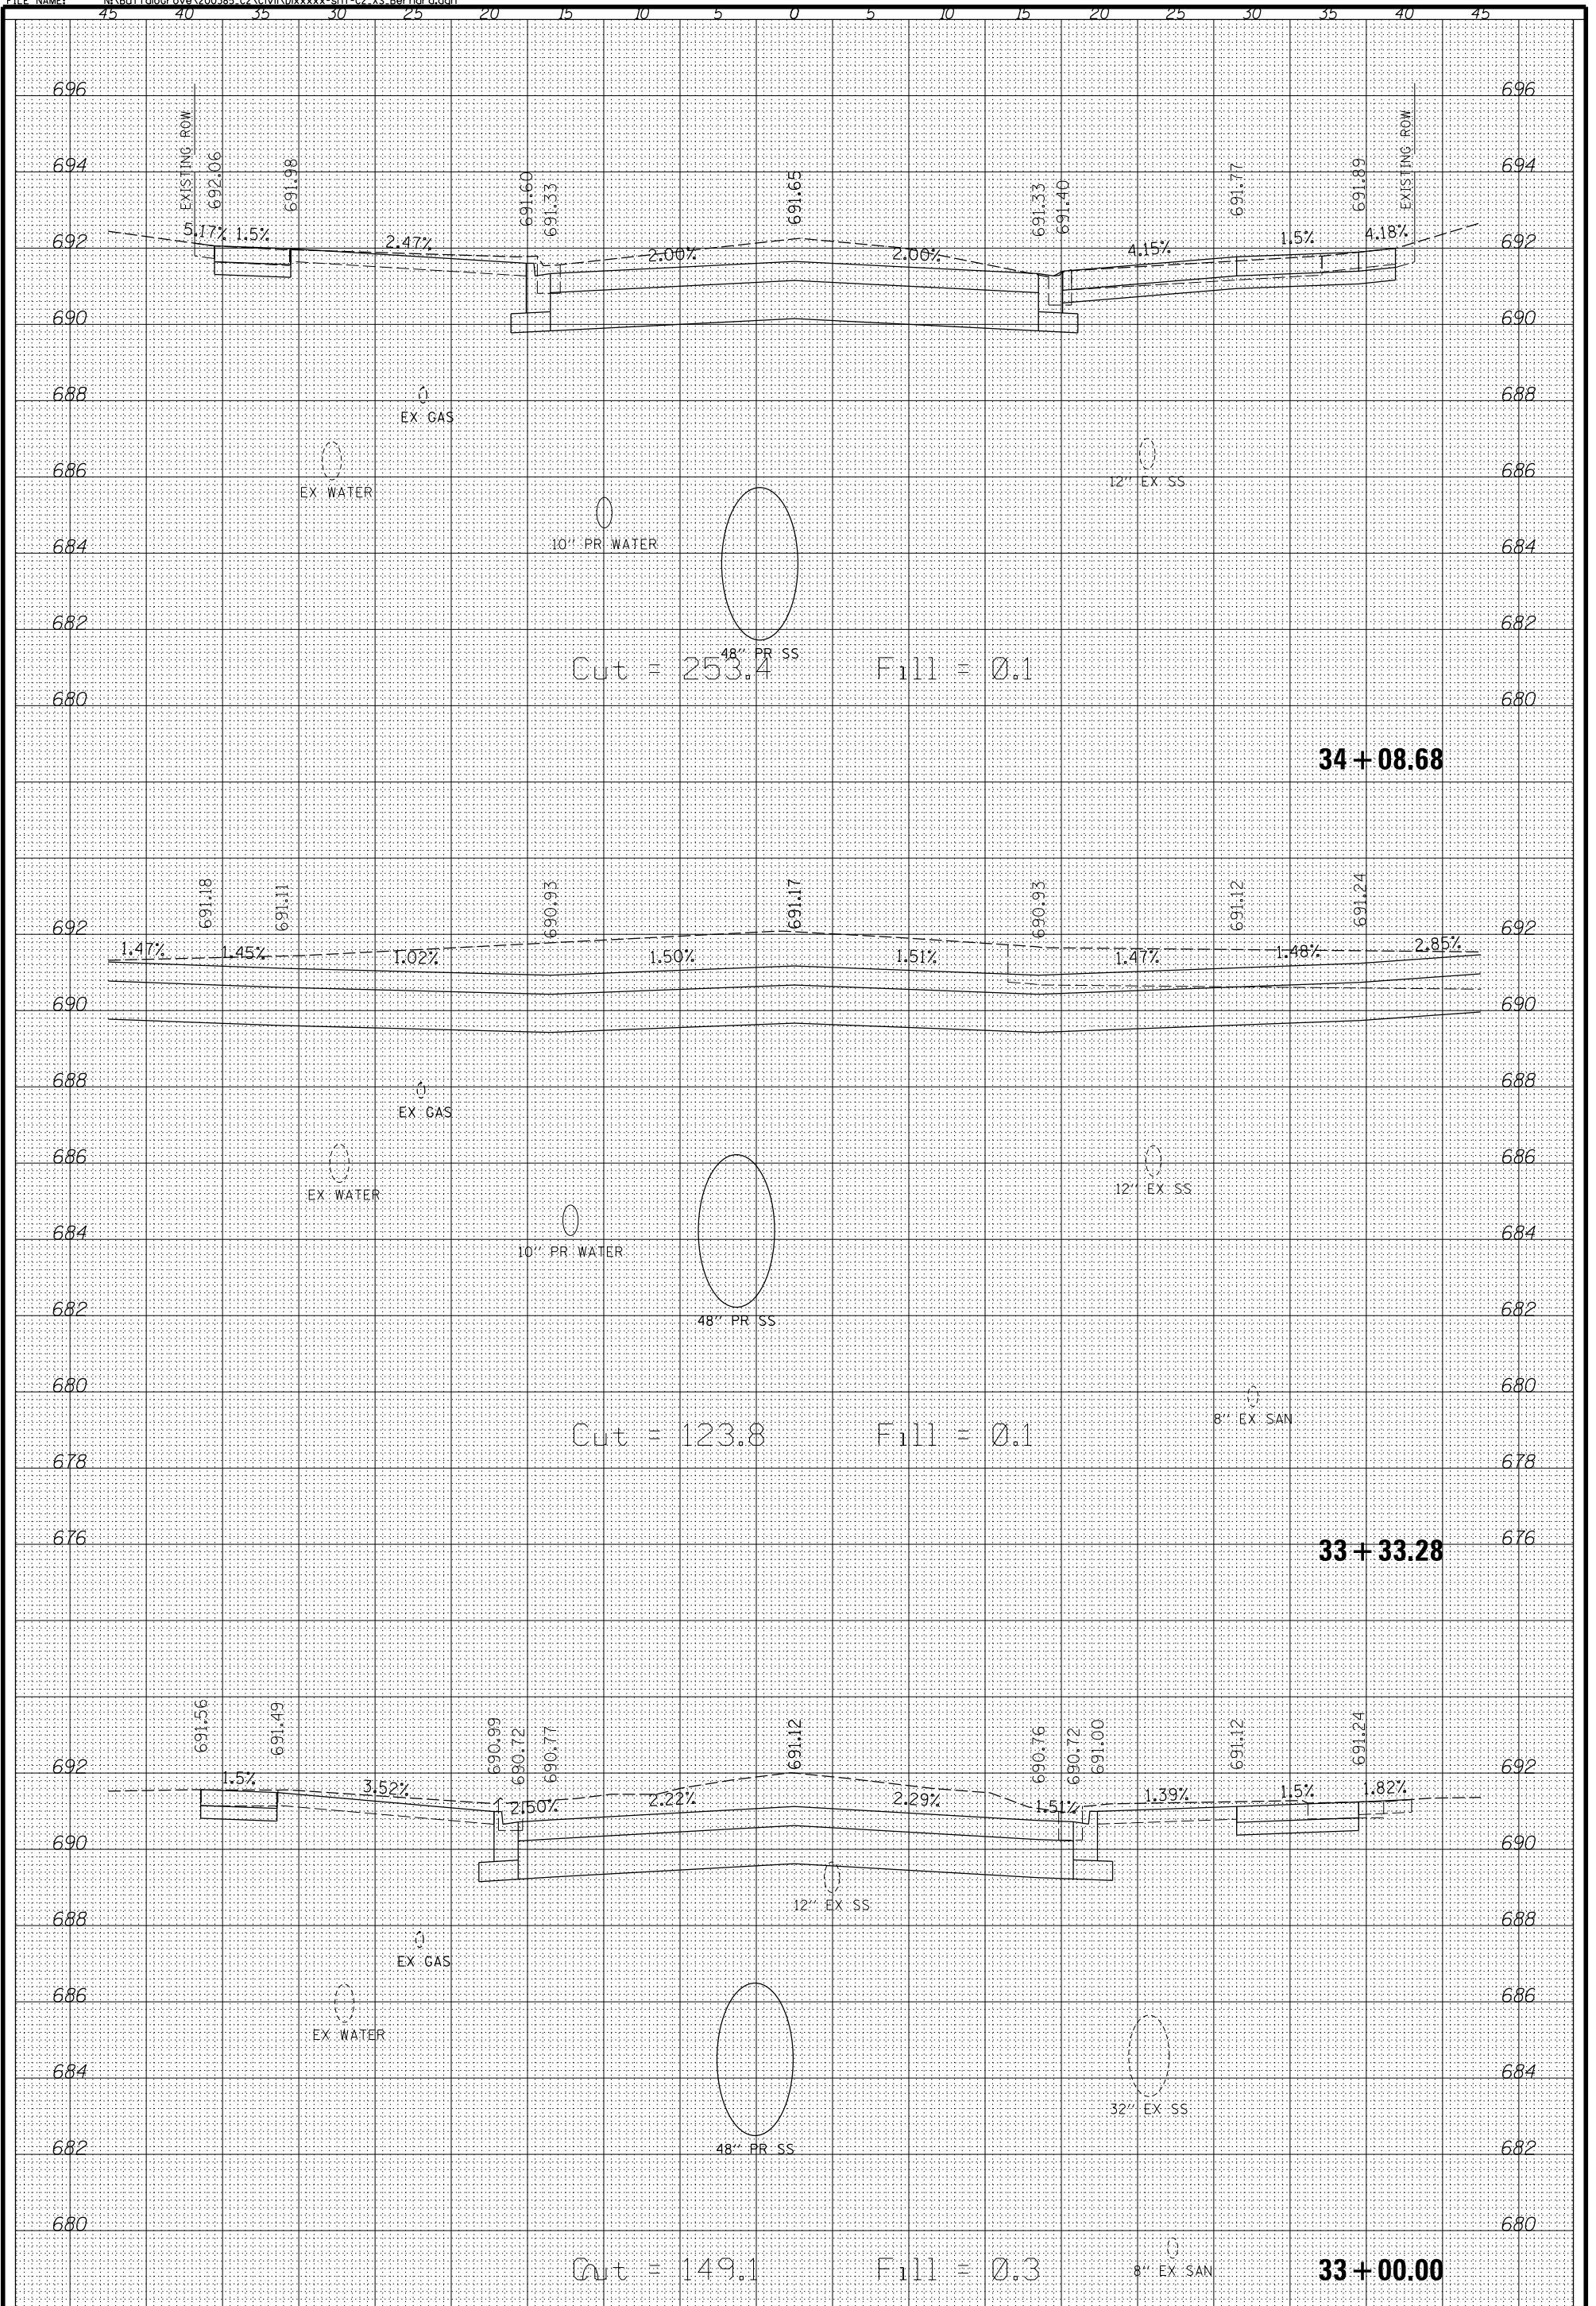 FILE NAME:
45 40 35 30 25 20 15 10 5 0 5 10 15 20 25 30 35 40 45
696 696
EXISTING ROW 692.06 691.98 691.60 691.33 691.65 691.33 691.40 691.77 691.89 EXISTING ROW
694 694
692 5.17% 1.5% 2.47% 2.00% 2.00% 4.15% 1.5% 4.18% 692
690 690
688 688
EX GAS
686 686
EX WATER 12'' EX SS
10'' PR WATER
684 684
682 682
48'' PR SS
Cut = 253.4 Fill = 0.1
680 680
34+08.68
691.18 691.11 690.93 691.17 690.93 691.12 691.24
692 692
1.47% 1.45% 1.02% 1.50% 1.51% 1.47% 1.48% 2.85%
690 690
688 688
EX GAS
686 686
EX WATER 12'' EX SS
684 684
10'' PR WATER
682 682
48'' PR SS
680 680
8'' EX SAN
Cut = 123.8 Fill = 0.1
678 678
676 676
33+33.28
691.56 691.49 690.99 690.72 690.77 691.12 690.76 690.72 691.00 691.12 691.24
692 692
1.5% 3.52% 2.50% 2.22% 2.29% 1.51% 1.39% 1.5% 1.82%
690 690
12'' EX SS
688 688
EX GAS
686 686
EX WATER
684 684
32'' EX SS
682 682
48'' PR SS
680 680
Cut = 149.1 Fill = 0.3 8'' EX SAN 33+00.00